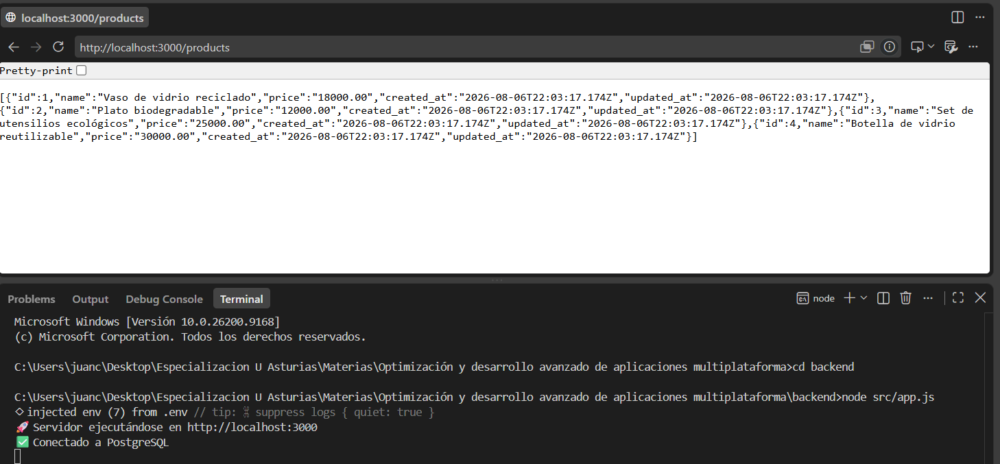 localhost:3000/products
http://localhost:3000/products
Pretty-print
[{"id":1,"name":"Vaso de vidrio reciclado","price":"18000.00","created_at":"2026-08-06T22:03:17.174Z","updated_at":"2026-08-06T22:03:17.174Z"},
{"id":2,"name":"Plato biodegradable","price":"12000.00","created_at":"2026-08-06T22:03:17.174Z","updated_at":"2026-08-06T22:03:17.174Z"},{"id":3,"name":"Set de
utensilios ecológicos","price":"25000.00","created_at":"2026-08-06T22:03:17.174Z","updated_at":"2026-08-06T22:03:17.174Z"},{"id":4,"name":"Botella de vidrio
reutilizable","price":"30000.00","created_at":"2026-08-06T22:03:17.174Z","updated_at":"2026-08-06T22:03:17.174Z"}]
Problems Output Debug Console Terminal node
Microsoft Windows [Versión 10.0.26200.9168]
(c) Microsoft Corporation. Todos los derechos reservados.
C:\Users\juanc\Desktop\Especializacion U Asturias\Materias\Optimización y desarrollo avanzado de aplicaciones multiplataforma>cd backend
C:\Users\juanc\Desktop\Especializacion U Asturias\Materias\Optimización y desarrollo avanzado de aplicaciones multiplataforma\backend>node src/app.js
◇ injected env (7) from .env // tip: ⌘ suppress logs { quiet: true }
🚀 Servidor ejecutándose en http://localhost:3000
✅ Conectado a PostgreSQL